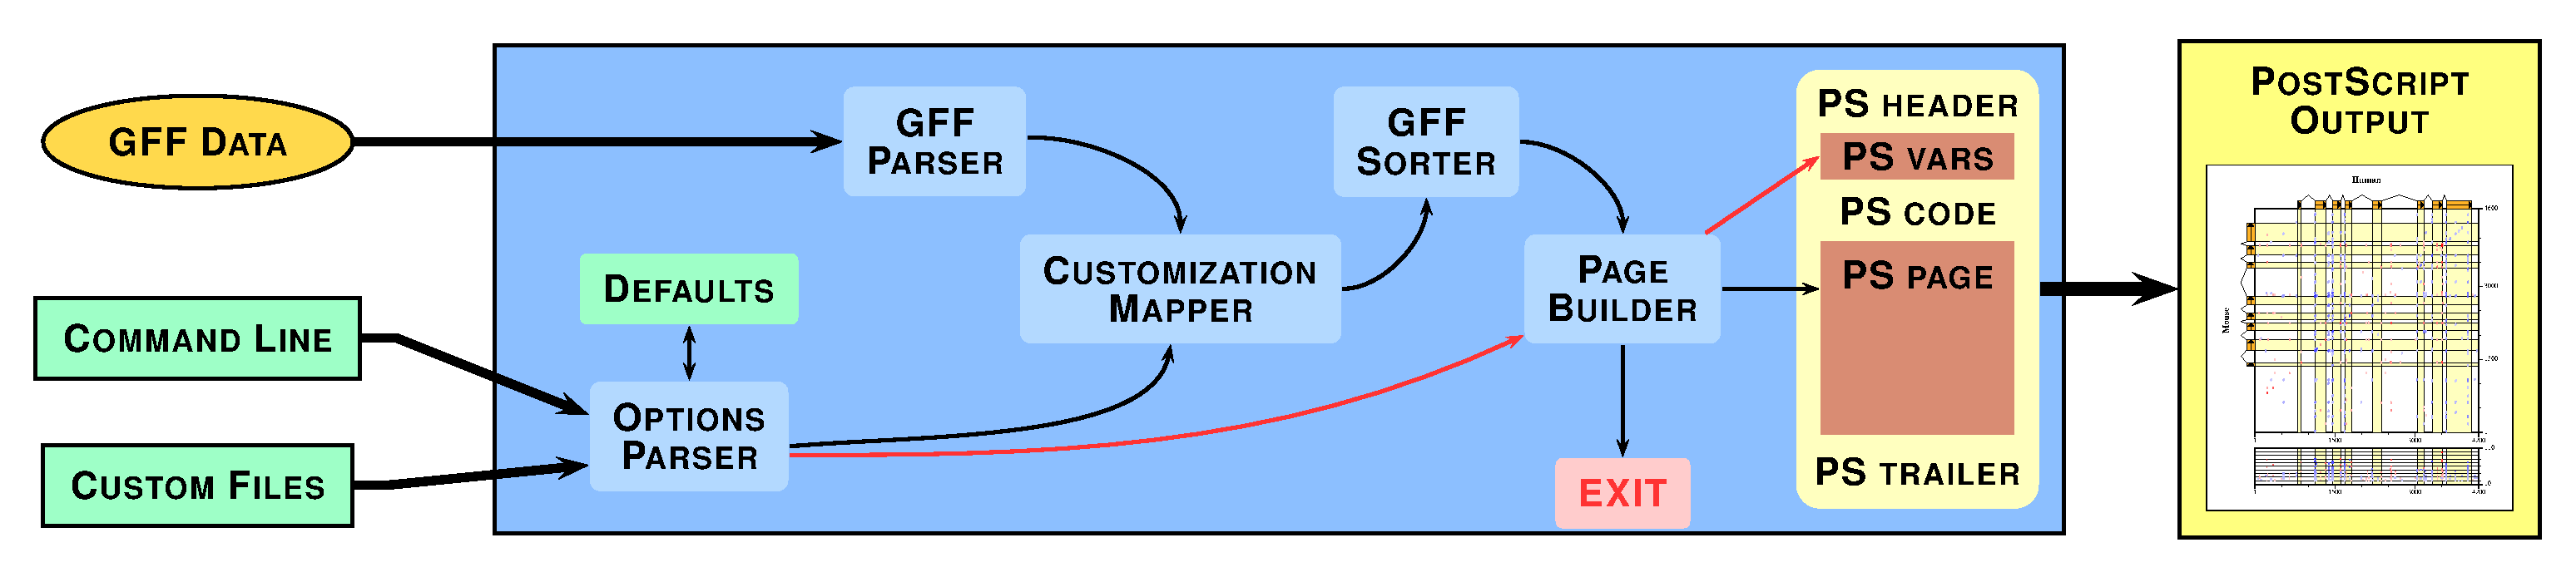 GFF DATA
COMMAND LINE
CUSTOM FILES
DEFAULTS
OPTIONS
PARSER
GFF
PARSER
CUSTOMIZATION
MAPPER
GFF
SORTER
PAGE
BUILDER
EXIT
PS HEADER
PS VARS
PS CODE
PS PAGE
PS TRAILER
POSTSCRIPT
OUTPUT
Human
Mouse